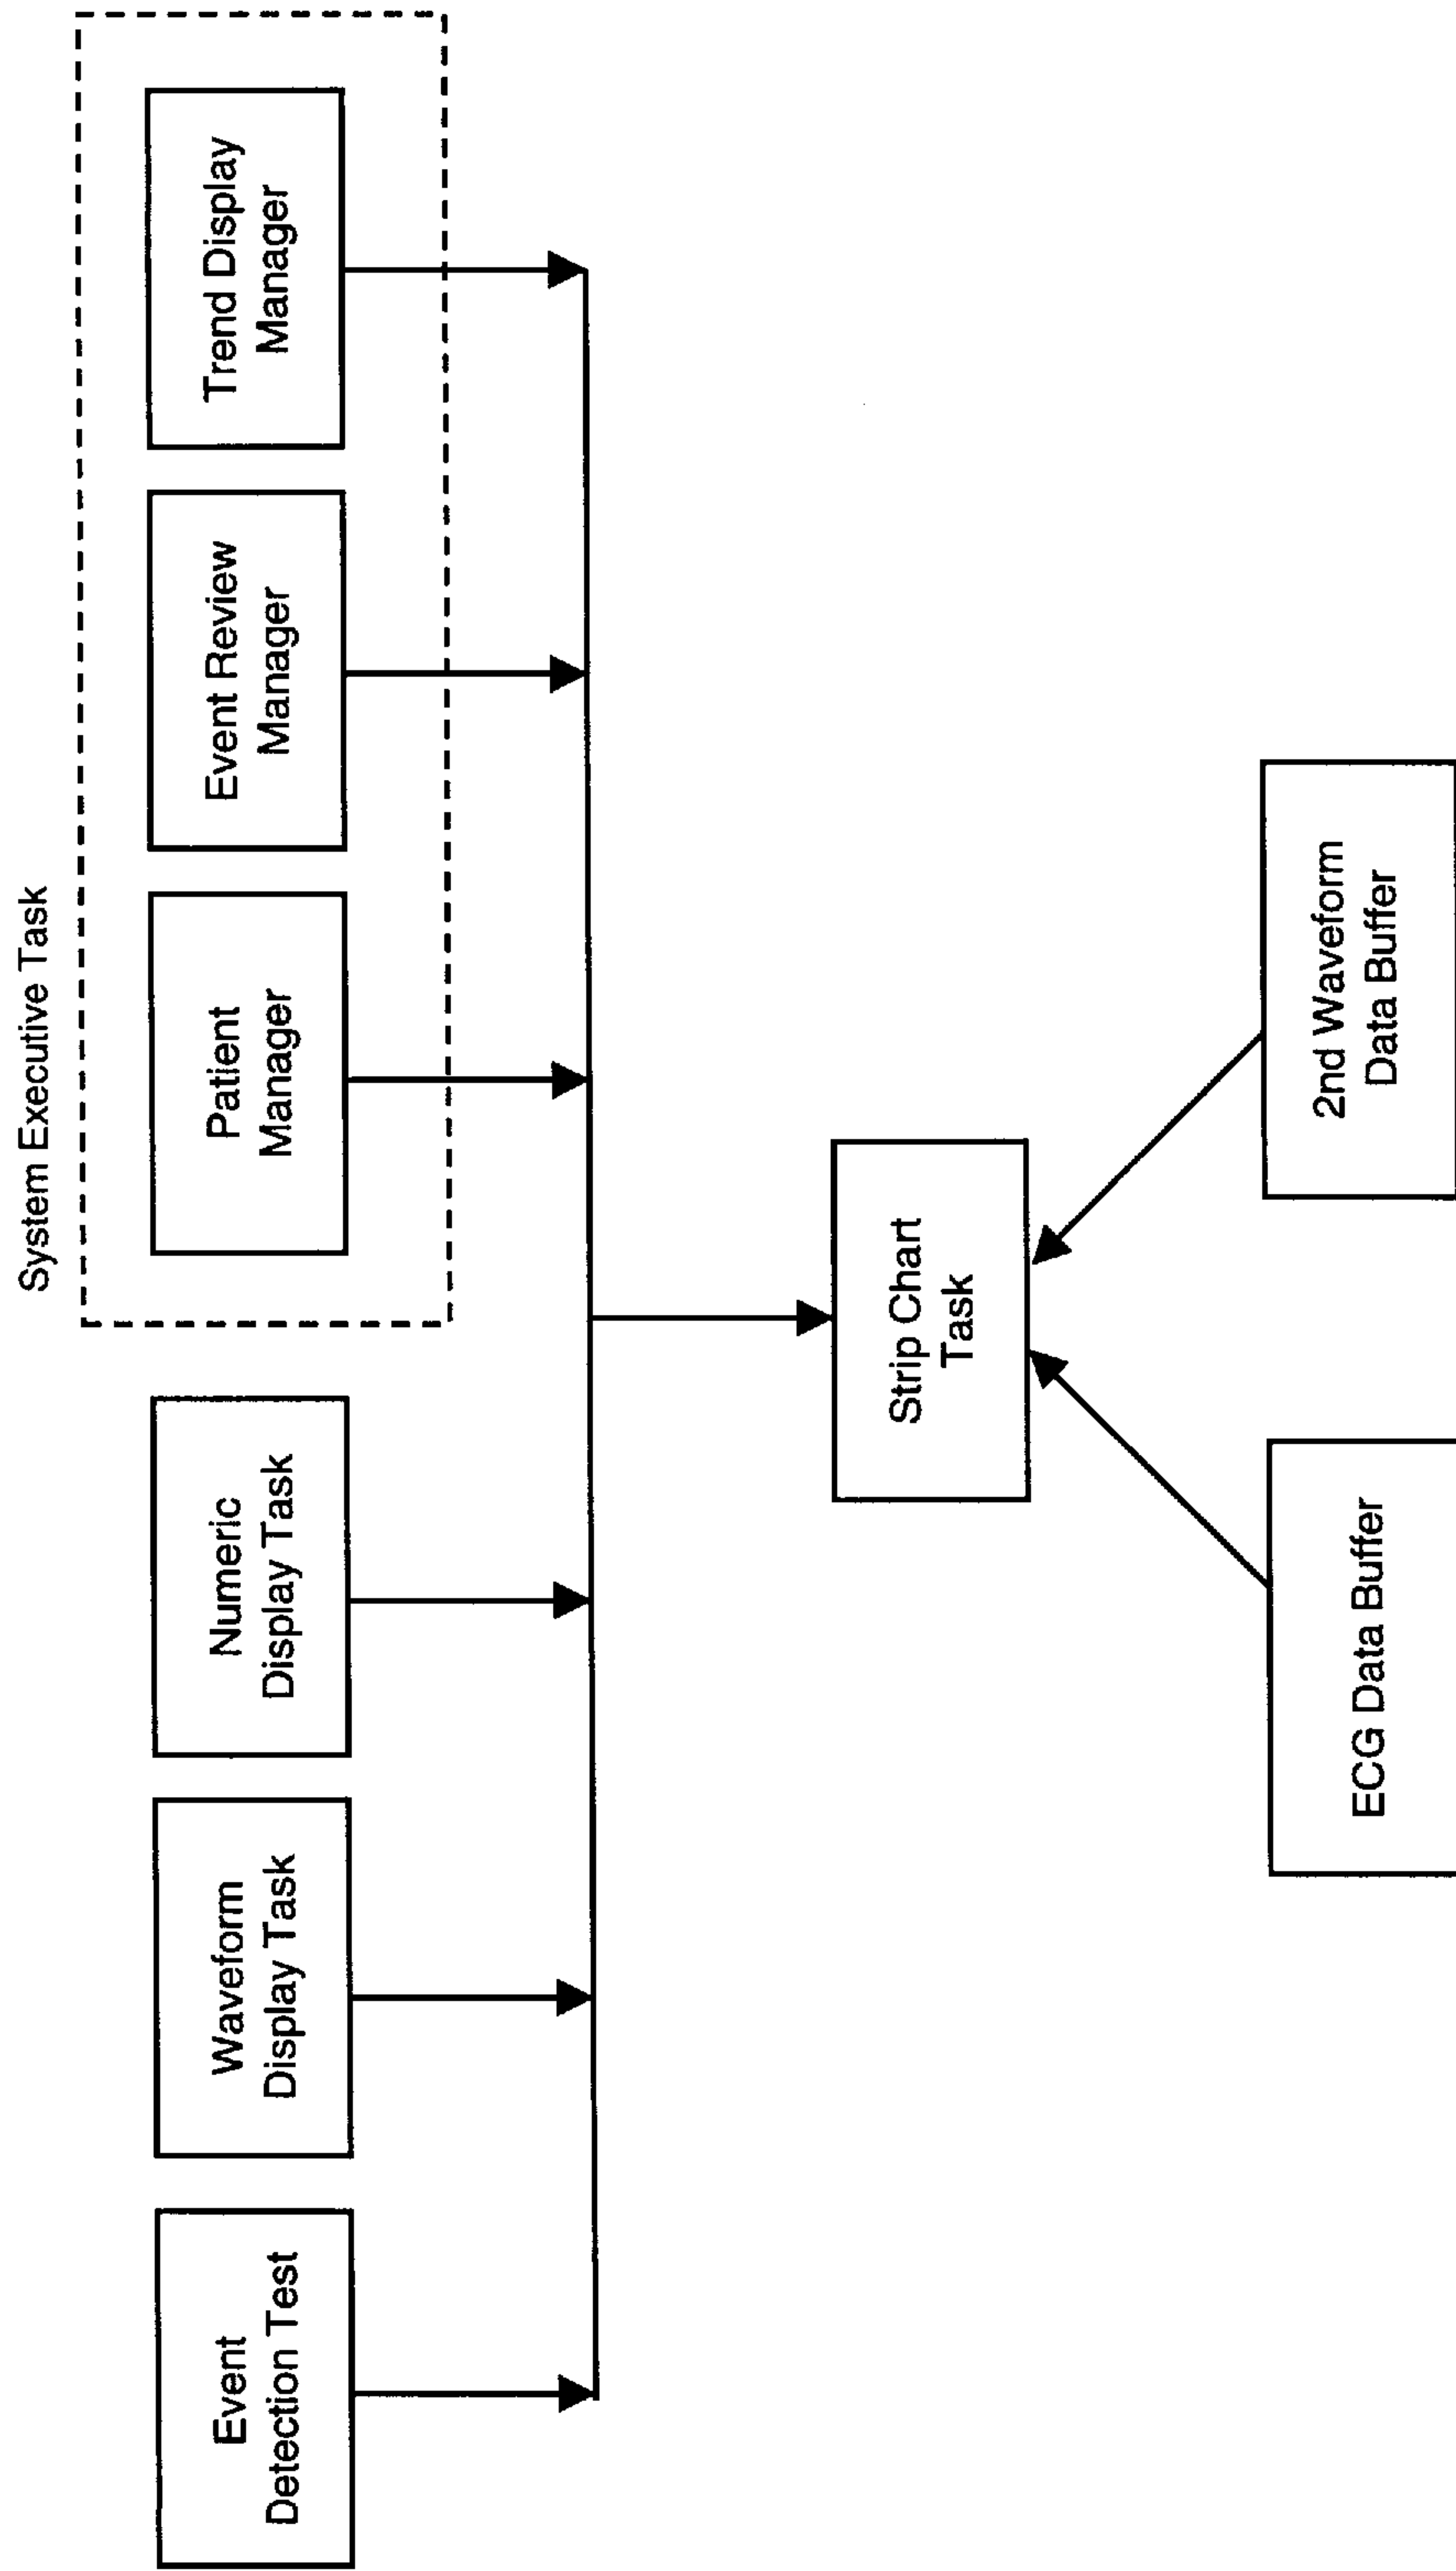 System Executive Task
Event
Detection Test
Waveform
Display Task
Numeric
Display Task
Patient
Manager
Event Review
Manager
Trend Display
Manager
Strip Chart
Task
ECG Data Buffer
2nd Waveform
Data Buffer